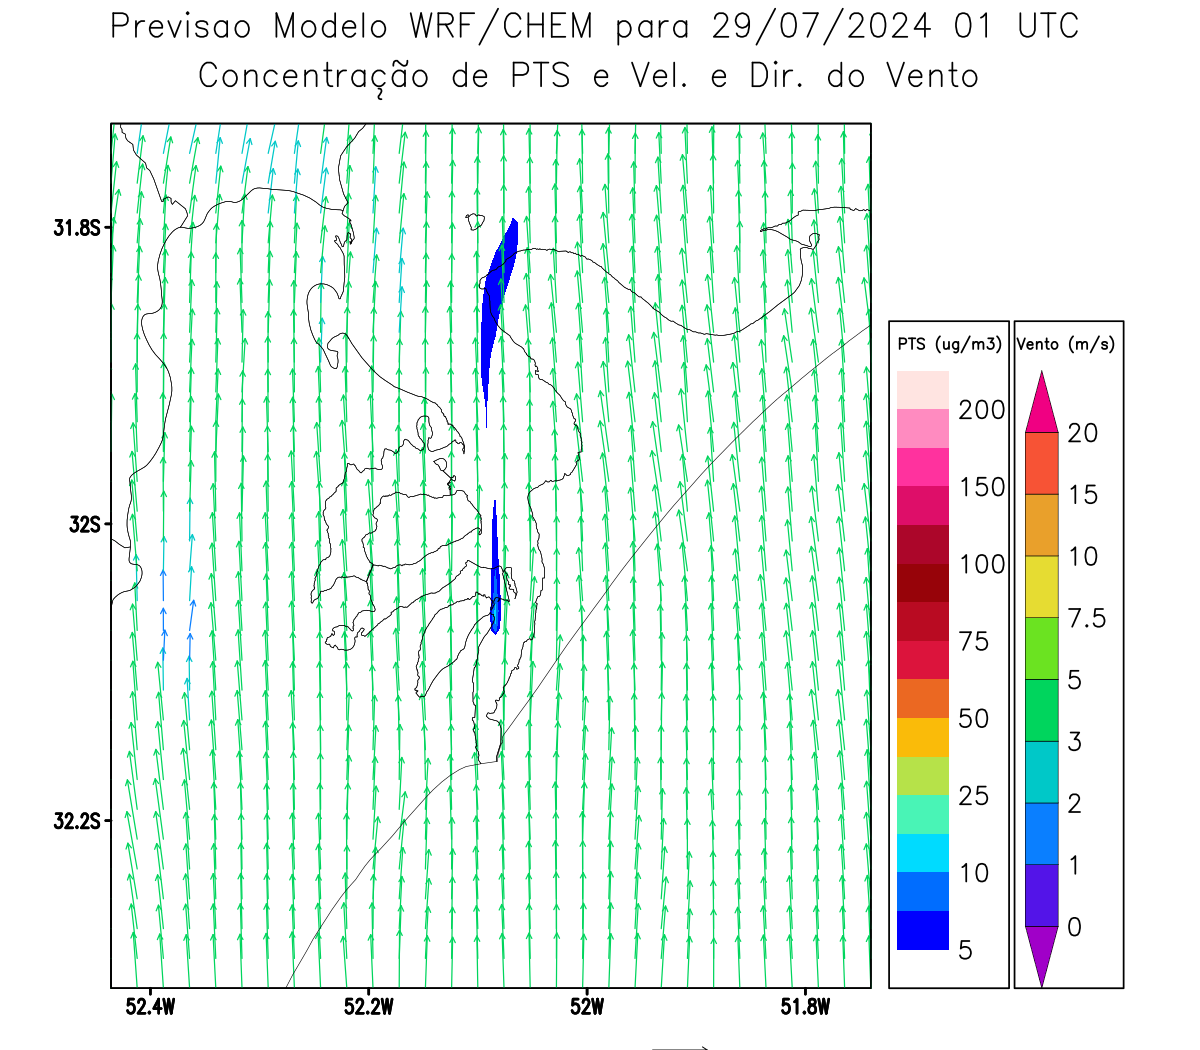 Previsao Modelo WRF/CHEM para 29/07/2024 01 UTC
Concentração de PTS e Vel. e Dir. do Vento
31.8S
32S
32.2S
52.4W
52.2W
52W
51.8W
PTS (ug/m3)
200
150
100
75
50
25
10
5
Vento (m/s)
20
15
10
7.5
5
3
2
1
0